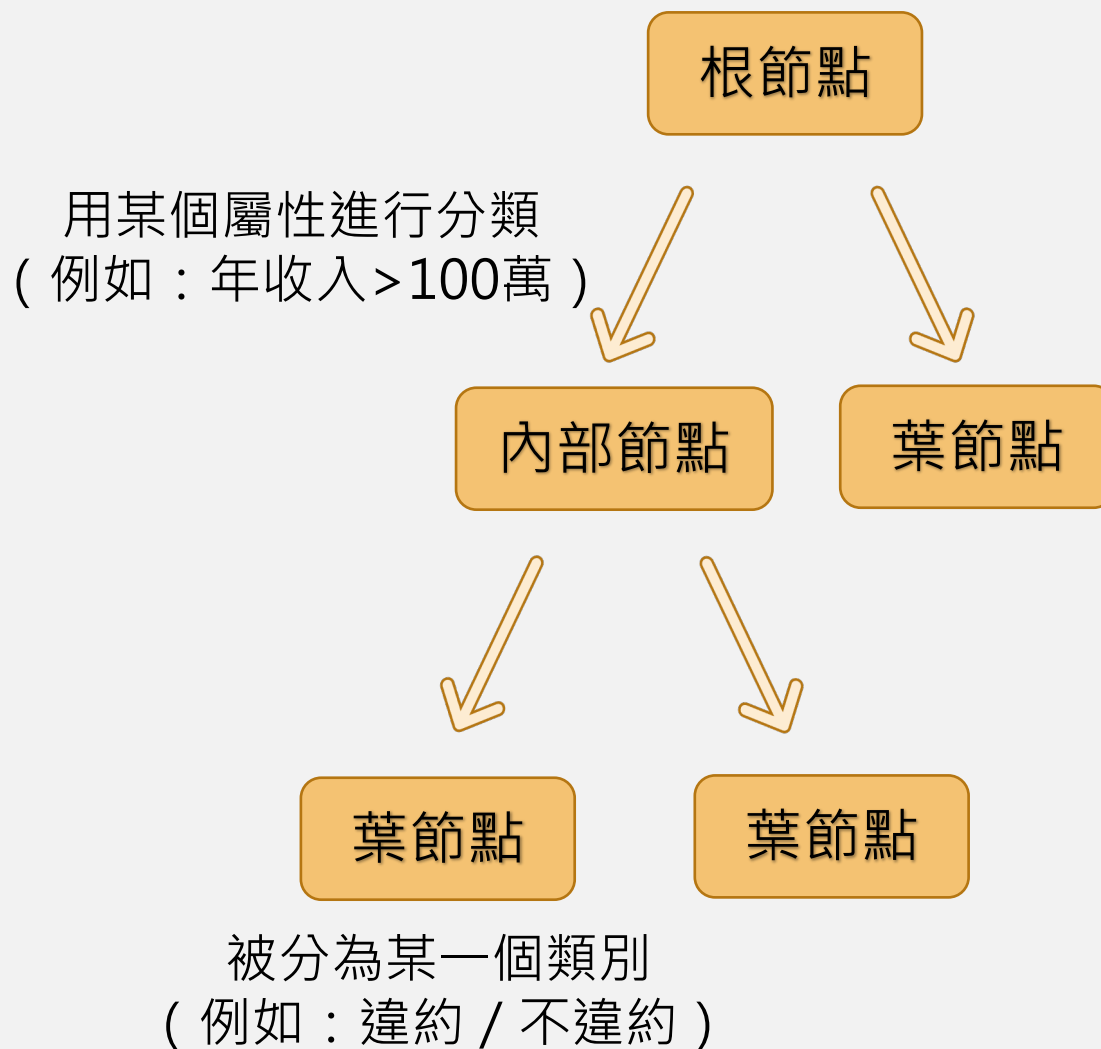 根節點
用某個屬性進行分類
（例如：年收入>100萬）
內部節點
葉節點
葉節點
葉節點
被分為某一個類別
（例如：違約 / 不違約）